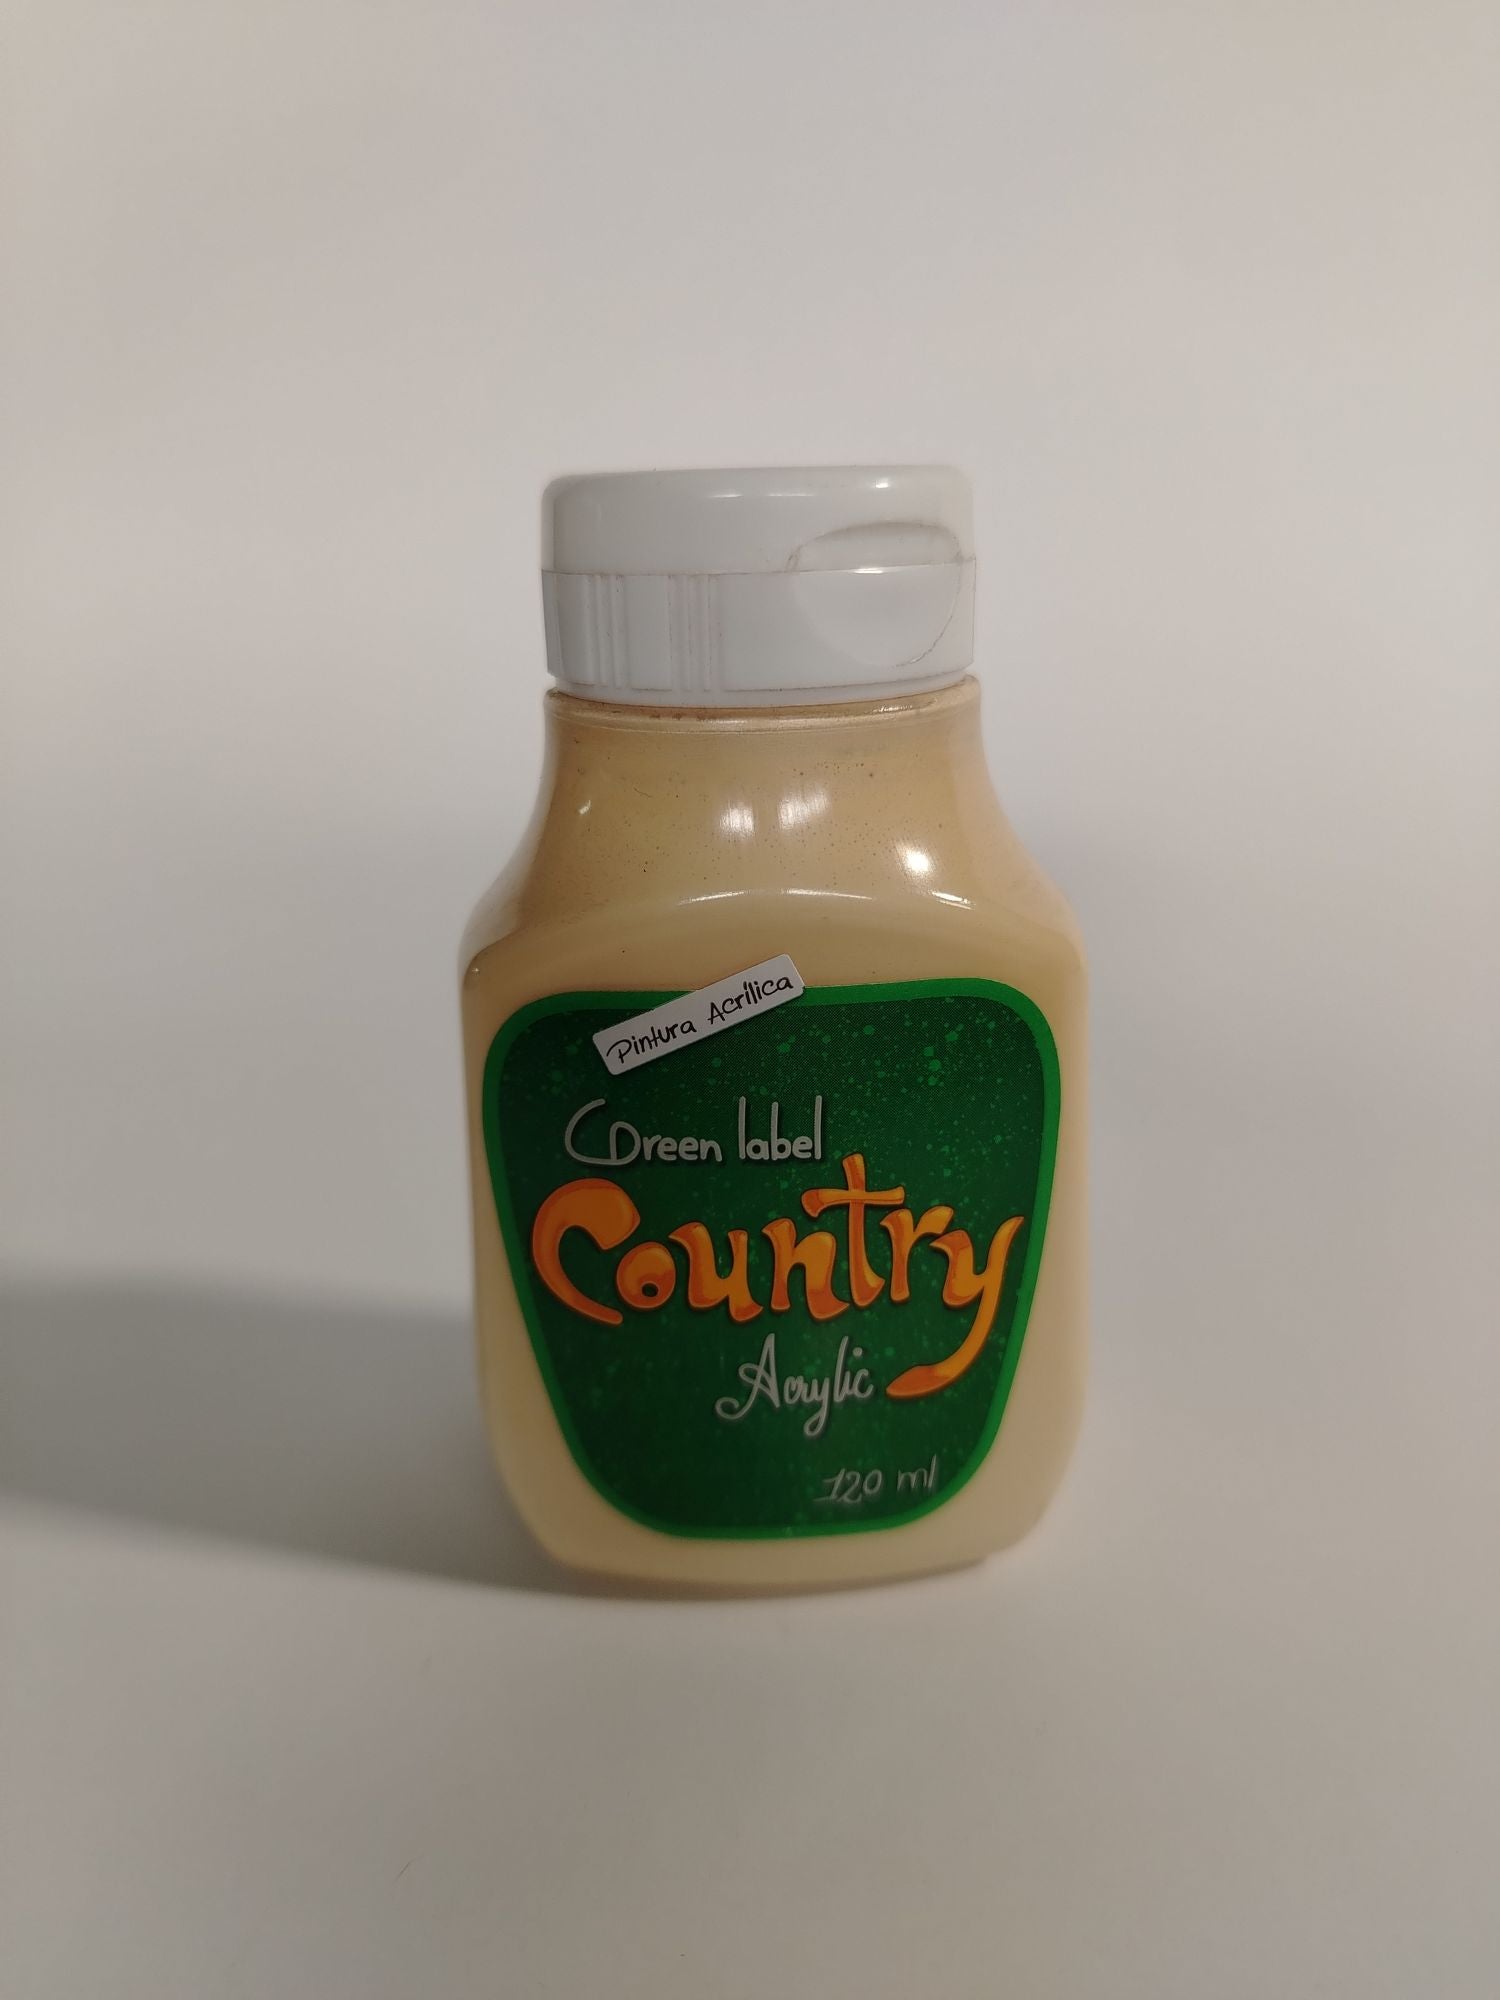 Pintura Acrílica
Green label
Country
Acrylic
120 ml